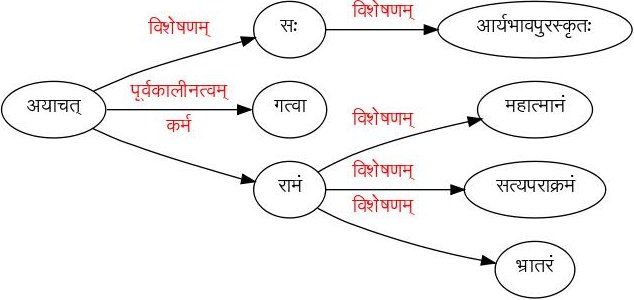 विशेषणम्
सः
विशेषणम्
आर्यभावपुरस्कृतः
अयाचत्
पूर्वकालीनत्वम्
गत्वा
कर्म
रामं
विशेषणम्
महात्मानं
विशेषणम्
सत्यपराक्रमं
विशेषणम्
भ्रातरं